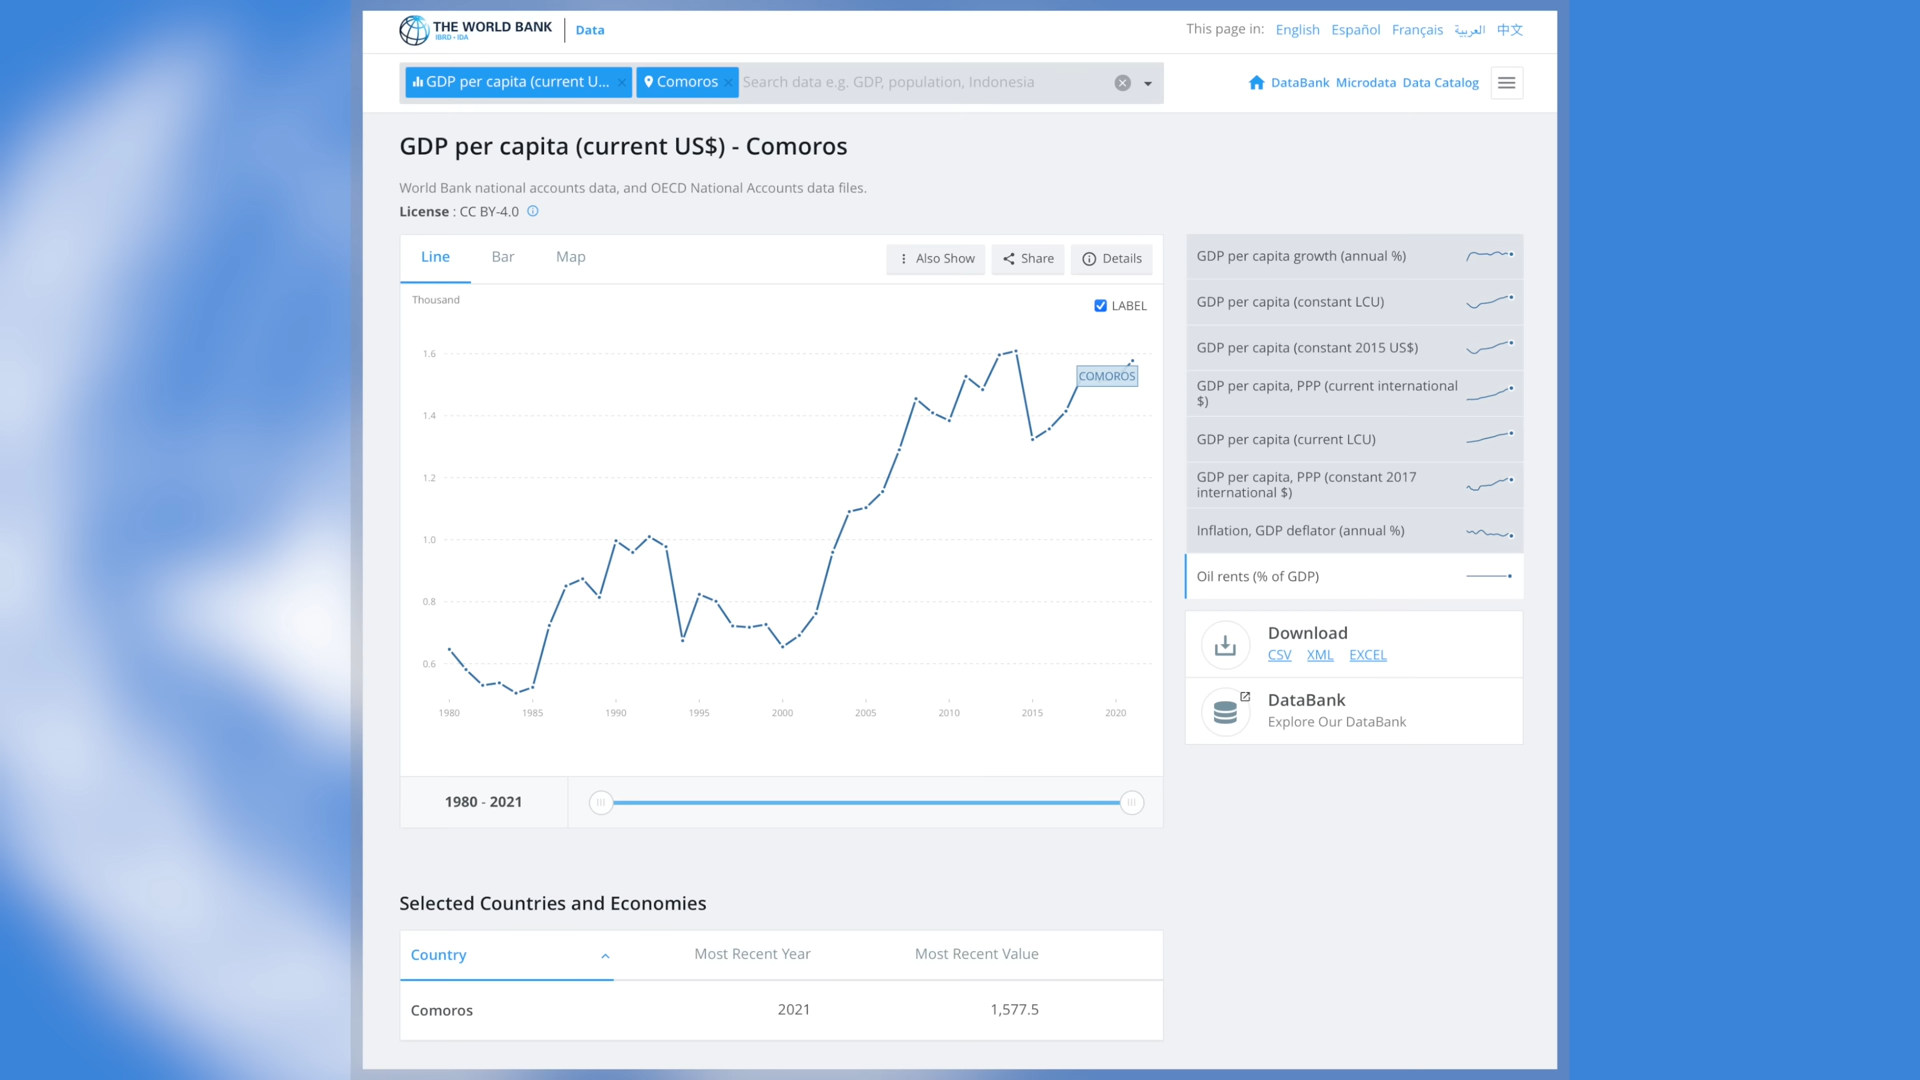 THE WORLD BANK
IBRD • IDA
Data
This page in: English Español Français العربية 中文
GDP per capita (current U... ×
Comoros ×
Search data e.g. GDP, population, Indonesia
DataBank Microdata Data Catalog
GDP per capita (current US$) - Comoros
World Bank national accounts data, and OECD National Accounts data files.
License : CC BY-4.0
Line Bar Map
Also Show Share Details
Thousand
LABEL
1.6
1.4
1.2
1.0
0.8
0.6
COMOROS
1980 1985 1990 1995 2000 2005 2010 2015 2020
1980 - 2021
GDP per capita growth (annual %)
GDP per capita (constant LCU)
GDP per capita (constant 2015 US$)
GDP per capita, PPP (current international
$)
GDP per capita (current LCU)
GDP per capita, PPP (constant 2017
international $)
Inflation, GDP deflator (annual %)
Oil rents (% of GDP)
Download
CSV XML EXCEL
DataBank
Explore Our DataBank
Selected Countries and Economies
Country Most Recent Year Most Recent Value
Comoros 2021 1,577.5